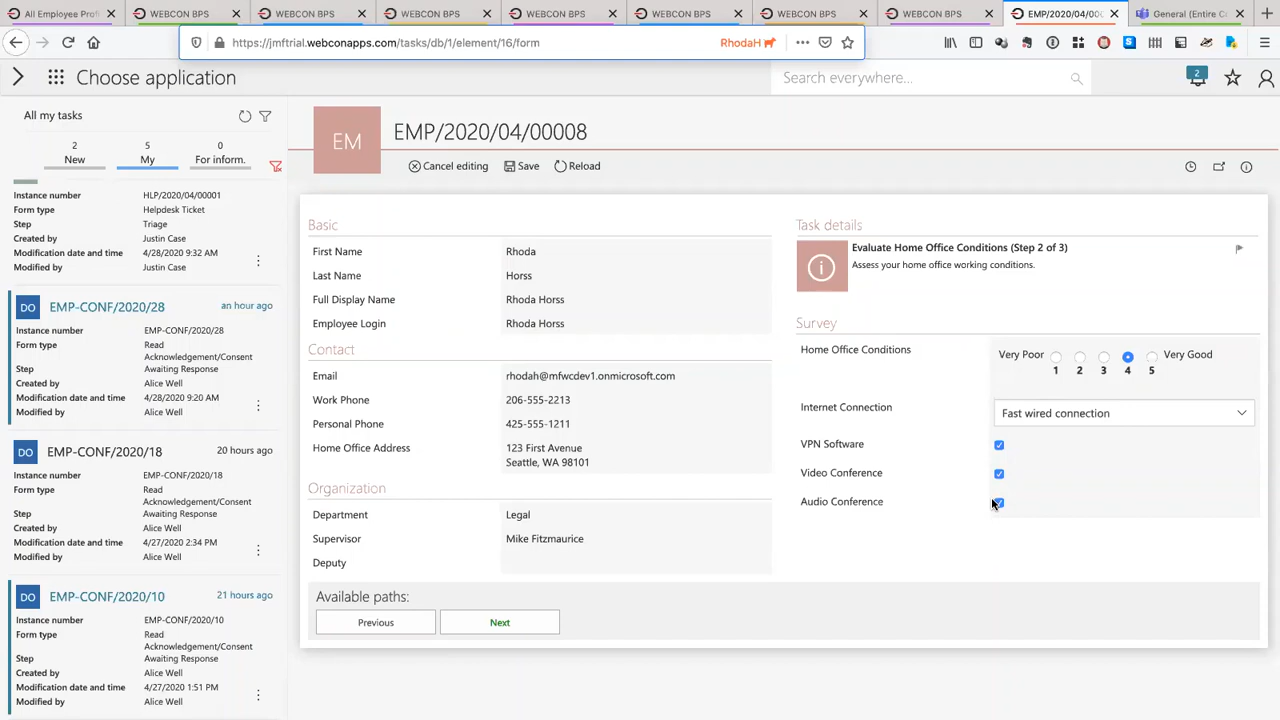 All Employee Prof
WEBCON BPS
WEBCON BPS
WEBCON BPS
WEBCON BPS
WEBCON BPS
WEBCON BPS
WEBCON BPS
EMP/2020/04/000
General (Entire C
https://jmftrial.webconapps.com/tasks/db/1/element/16/form
RhodaH
Choose application
Search everywhere...
2
All my tasks
2 5 0
New My For inform.
Instance number HLP/2020/04/00001
Form type Helpdesk Ticket
Step Triage
Created by Justin Case
Modification date and time 4/28/2020 9:32 AM
Modified by Justin Case
DO EMP-CONF/2020/28 an hour ago
Instance number EMP-CONF/2020/28
Form type Read
Acknowledgement/Consent
Step Awaiting Response
Created by Alice Well
Modification date and time 4/28/2020 9:20 AM
Modified by Alice Well
DO EMP-CONF/2020/18 20 hours ago
Instance number EMP-CONF/2020/18
Form type Read
Acknowledgement/Consent
Step Awaiting Response
Created by Alice Well
Modification date and time 4/27/2020 2:34 PM
Modified by Alice Well
DO EMP-CONF/2020/10 21 hours ago
Instance number EMP-CONF/2020/10
Form type Read
Acknowledgement/Consent
Step Awaiting Response
Created by Alice Well
Modification date and time 4/27/2020 1:51 PM
Modified by Alice Well
EM
EMP/2020/04/00008
Cancel editing Save Reload
Basic
First Name Rhoda
Last Name Horss
Full Display Name Rhoda Horss
Employee Login Rhoda Horss
Contact
Email rhodah@mfwcdev1.onmicrosoft.com
Work Phone 206-555-2213
Personal Phone 425-555-1211
Home Office Address 123 First Avenue
Seattle, WA 98101
Organization
Department Legal
Supervisor Mike Fitzmaurice
Deputy
Task details
Evaluate Home Office Conditions (Step 2 of 3)
Assess your home office working conditions.
Survey
Home Office Conditions Very Poor Very Good
1 2 3 4 5
Internet Connection Fast wired connection
VPN Software
Video Conference
Audio Conference
Available paths:
Previous Next